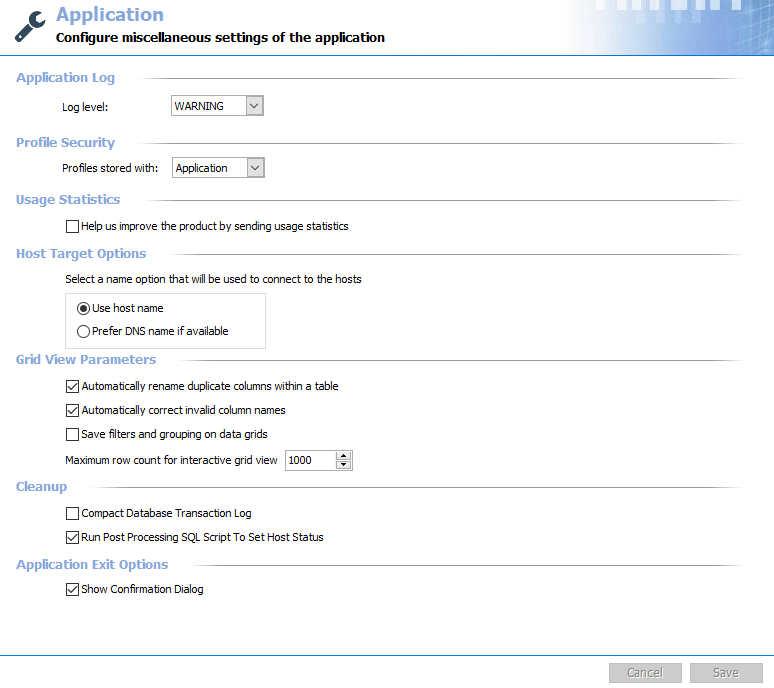 Application
Configure miscellaneous settings of the application
Application Log
Log level: WARNING
Profile Security
Profiles stored with: Application
Usage Statistics
Help us improve the product by sending usage statistics
Host Target Options
Select a name option that will be used to connect to the hosts
Use host name
Prefer DNS name if available
Grid View Parameters
Automatically rename duplicate columns within a table
Automatically correct invalid column names
Save filters and grouping on data grids
Maximum row count for interactive grid view 1000
Cleanup
Compact Database Transaction Log
Run Post Processing SQL Script To Set Host Status
Application Exit Options
Show Confirmation Dialog
Cancel Save